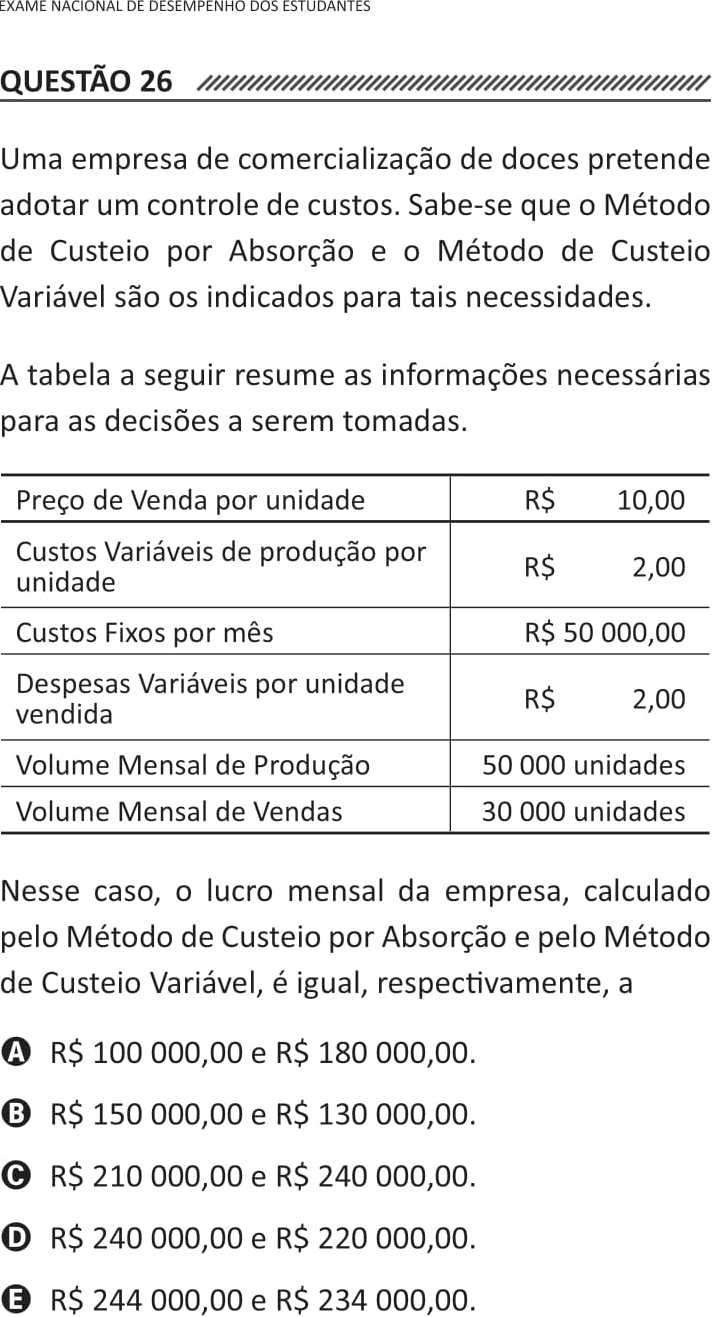 EXAME NACIONAL DE DESEMPENHO DOS ESTUDANTES
QUESTÃO 26
Uma empresa de comercialização de doces pretende
adotar um controle de custos. Sabe-se que o Método
de Custeio por Absorção e o Método de Custeio
Variável são os indicados para tais necessidades.
A tabela a seguir resume as informações necessárias
para as decisões a serem tomadas.
Preço de Venda por unidade R$ 10,00
Custos Variáveis de produção por
unidade R$ 2,00
Custos Fixos por mês R$ 50 000,00
Despesas Variáveis por unidade
vendida R$ 2,00
Volume Mensal de Produção 50 000 unidades
Volume Mensal de Vendas 30 000 unidades
Nesse caso, o lucro mensal da empresa, calculado
pelo Método de Custeio por Absorção e pelo Método
de Custeio Variável, é igual, respectivamente, a
A R$ 100 000,00 e R$ 180 000,00.
B R$ 150 000,00 e R$ 130 000,00.
C R$ 210 000,00 e R$ 240 000,00.
D R$ 240 000,00 e R$ 220 000,00.
E R$ 244 000,00 e R$ 234 000,00.